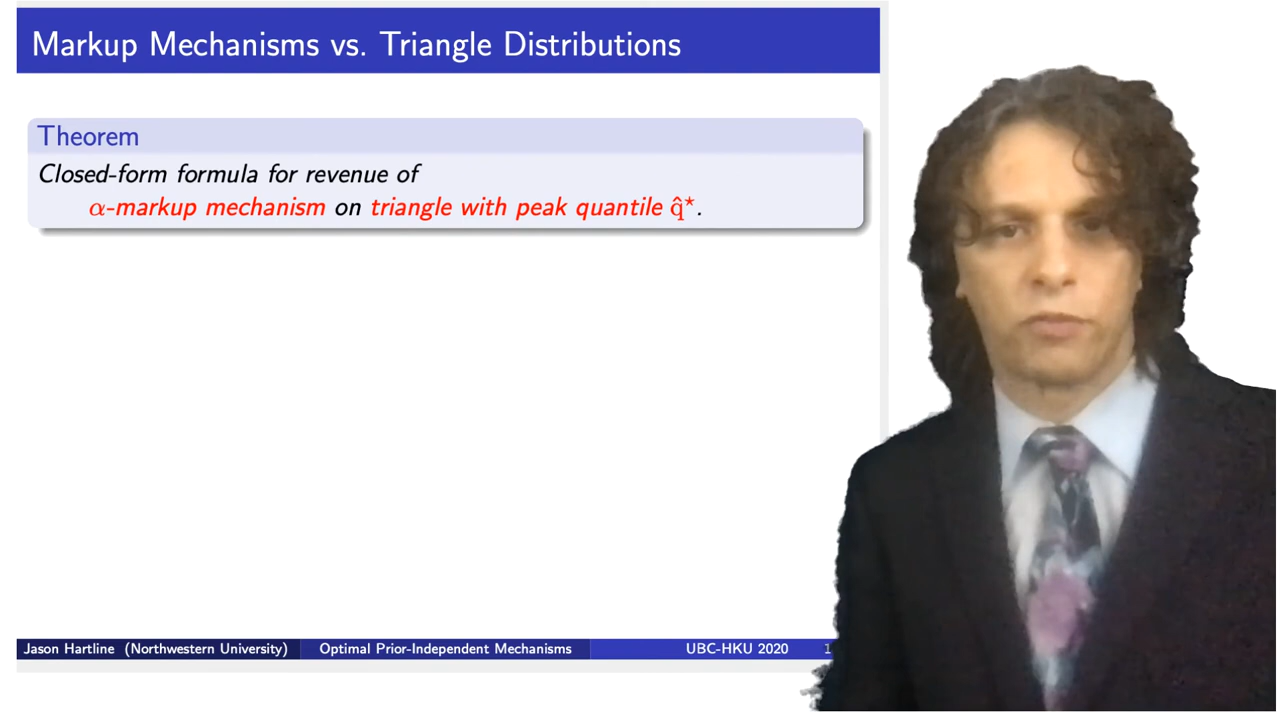 Markup Mechanisms vs. Triangle Distributions
Theorem
Closed-form formula for revenue of
α-markup mechanism on triangle with peak quantile q̂*.
Jason Hartline (Northwestern University) Optimal Prior-Independent Mechanisms UBC-HKU 2020